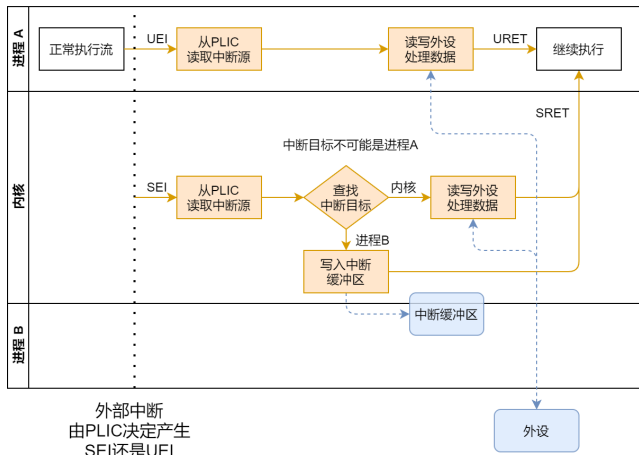 进程 A
正常执行流
UEI
从PLIC
读取中断源
读写外设
处理数据
URET
继续执行
SRET
内核
中断目标不可能是进程A
SEI
从PLIC
读取中断源
查找
中断目标
内核
读写外设
处理数据
进程B
写入中断
缓冲区
进程 B
中断缓冲区
外部中断
由PLIC决定产生
SEI还是UEI
外设